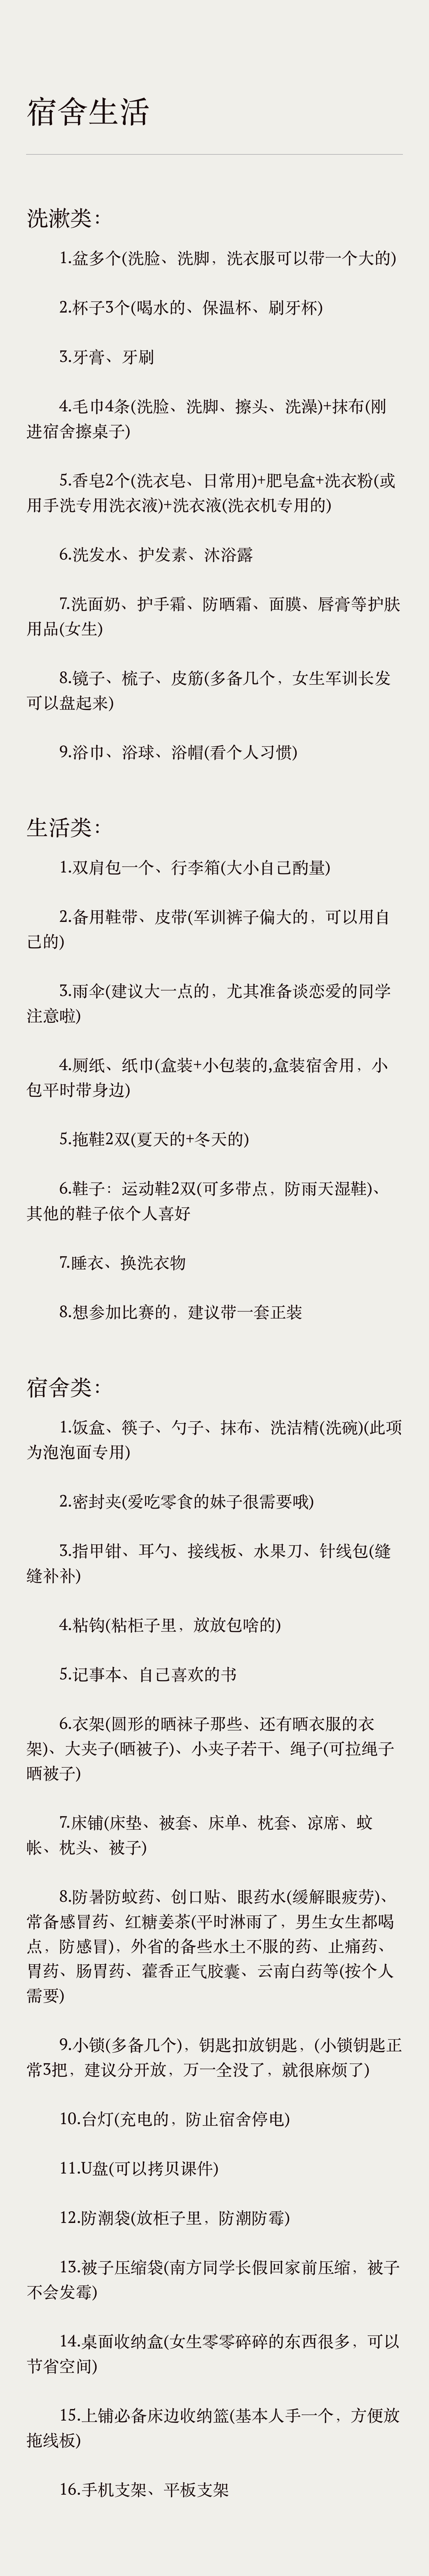 宿舍生活
洗漱类：
1.盆多个(洗脸、洗脚，洗衣服可以带一个大的)
2.杯子3个(喝水的、保温杯、刷牙杯)
3.牙膏、牙刷
4.毛巾4条(洗脸、洗脚、擦头、洗澡)+抹布(刚
进宿舍擦桌子)
5.香皂2个(洗衣皂、日常用)+肥皂盒+洗衣粉(或
用手洗专用洗衣液)+洗衣液(洗衣机专用的)
6.洗发水、护发素、沐浴露
7.洗面奶、护手霜、防晒霜、面膜、唇膏等护肤
用品(女生)
8.镜子、梳子、皮筋(多备几个，女生军训长发
可以盘起来)
9.浴巾、浴球、浴帽(看个人习惯)
生活类：
1.双肩包一个、行李箱(大小自己酌量)
2.备用鞋带、皮带(军训裤子偏大的，可以用自
己的)
3.雨伞(建议大一点的，尤其准备谈恋爱的同学
注意啦)
4.厕纸、纸巾(盒装+小包装的,盒装宿舍用，小
包平时带身边)
5.拖鞋2双(夏天的+冬天的)
6.鞋子：运动鞋2双(可多带点，防雨天湿鞋)、
其他的鞋子依个人喜好
7.睡衣、换洗衣物
8.想参加比赛的，建议带一套正装
宿舍类：
1.饭盒、筷子、勺子、抹布、洗洁精(洗碗)(此项
为泡泡面专用)
2.密封夹(爱吃零食的妹子很需要哦)
3.指甲钳、耳勺、接线板、水果刀、针线包(缝
缝补补)
4.粘钩(粘柜子里，放放包啥的)
5.记事本、自己喜欢的书
6.衣架(圆形的晒袜子那些、还有晒衣服的衣
架)、大夹子(晒被子)、小夹子若干、绳子(可拉绳子
晒被子)
7.床铺(床垫、被套、床单、枕套、凉席、蚊
帐、枕头、被子)
8.防暑防蚊药、创口贴、眼药水(缓解眼疲劳)、
常备感冒药、红糖姜茶(平时淋雨了，男生女生都喝
点，防感冒)，外省的备些水土不服的药、止痛药、
胃药、肠胃药、藿香正气胶囊、云南白药等(按个人
需要)
9.小锁(多备几个)，钥匙扣放钥匙，(小锁钥匙正
常3把，建议分开放，万一全没了，就很麻烦了)
10.台灯(充电的，防止宿舍停电)
11.U盘(可以拷贝课件)
12.防潮袋(放柜子里，防潮防霉)
13.被子压缩袋(南方同学长假回家前压缩，被子
不会发霉)
14.桌面收纳盒(女生零零碎碎的东西很多，可以
节省空间)
15.上铺必备床边收纳篮(基本人手一个，方便放
拖线板)
16.手机支架、平板支架